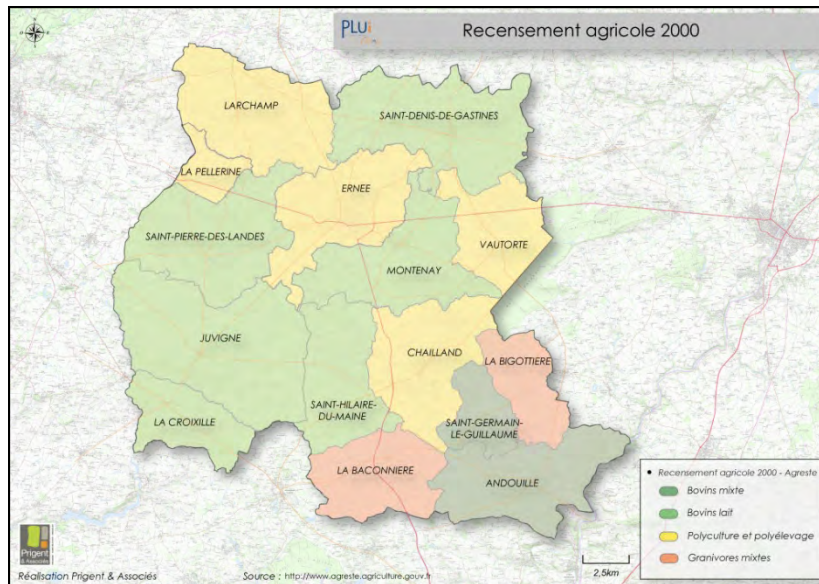 PLUi
Recensement agricole 2000
LARCHAMP
SAINT-DENIS-DE-GASTINES
LA PELLERINE
ERNEE
SAINT-PIERRE-DES-LANDES
VAUTORTE
MONTENAY
JUVIGNE
CHAILLAND
LA BIGOTTIERE
SAINT-HILAIRE-
DU-MAINE
LA CROIXILLE
SAINT-GERMAIN-
LE-GUILLAUME
LA BACONNIERE
ANDOUILLE
Recensement agricole 2000 - Agreste
Bovins mixte
Bovins lait
Polyculture et polyélevage
Granivores mixtes
2,5km
Prigent
& Associés
Réalisation Prigent & Associés
Source : http://www.agreste.agriculture.gouv.fr